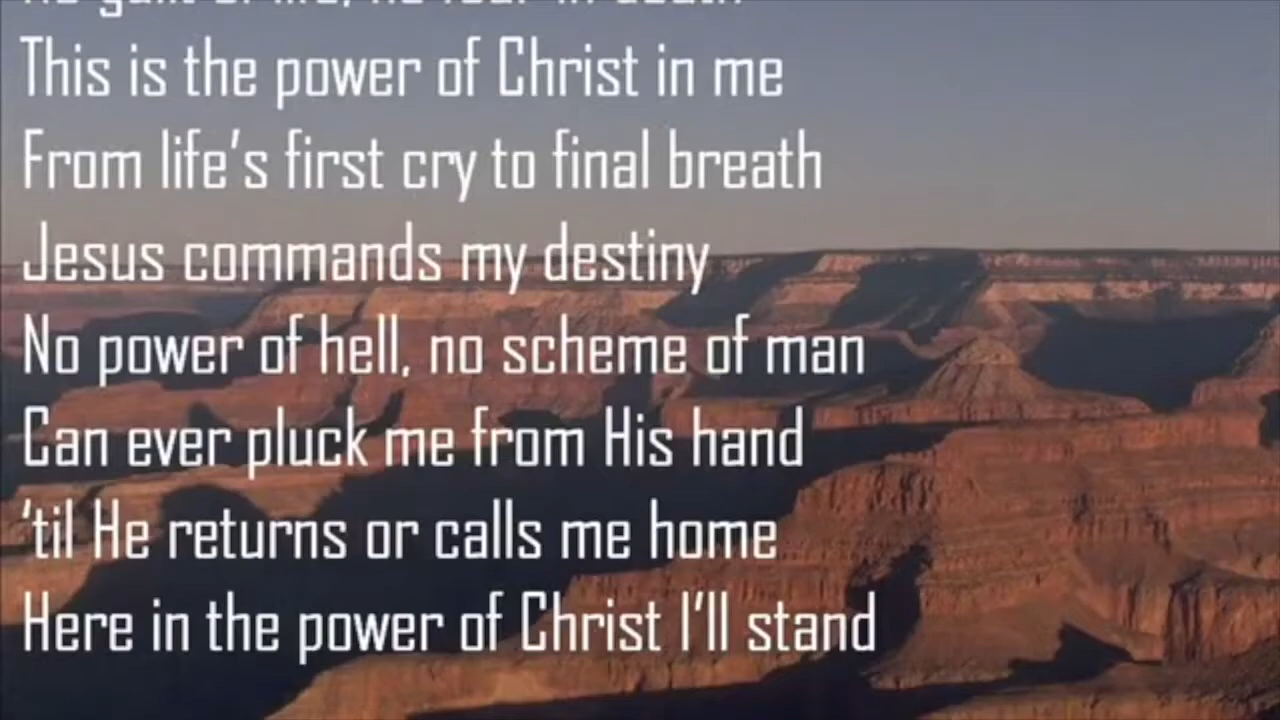 This is the power of Christ in me
From life's first cry to final breath
Jesus commands my destiny
No power of hell, no scheme of man
Can ever pluck me from His hand
‘til He returns or calls me home
Here in the power of Christ I'll stand